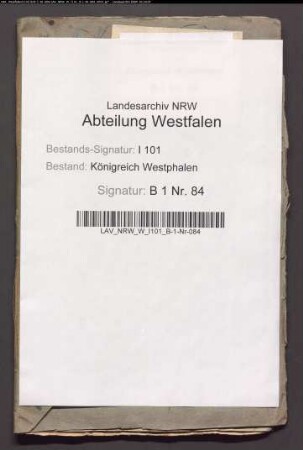 Landesarchiv NRW
Abteilung Westfalen
Bestands-Signatur: I 101
Bestand: Königreich Westphalen
Signatur: B 1 Nr. 84
LAV_NRW_W_I101_B-1-Nr-084